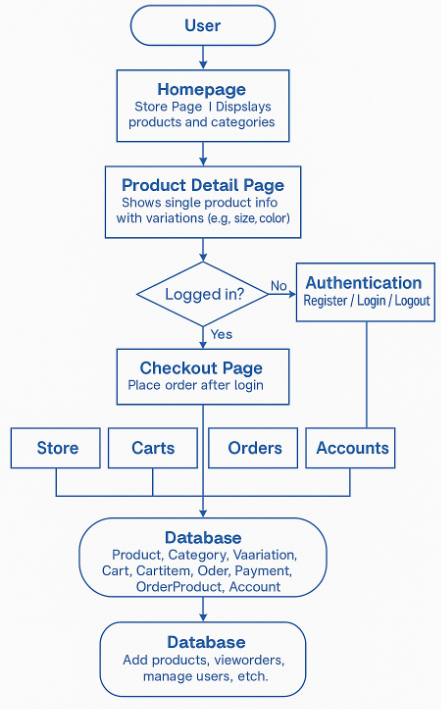 User
Homepage
Store Page | Dispslays
products and categories
Product Detail Page
Shows single product info
with variations (e.g, size, color)
Logged in?
No
Authentication
Register / Login / Logout
Yes
Checkout Page
Place order after login
Store
Carts
Orders
Accounts
Database
Product, Category, Vaariation,
Cart, Cartitem, Oder, Payment,
OrderProduct, Account
Database
Add products, vieworders,
manage users, etch.